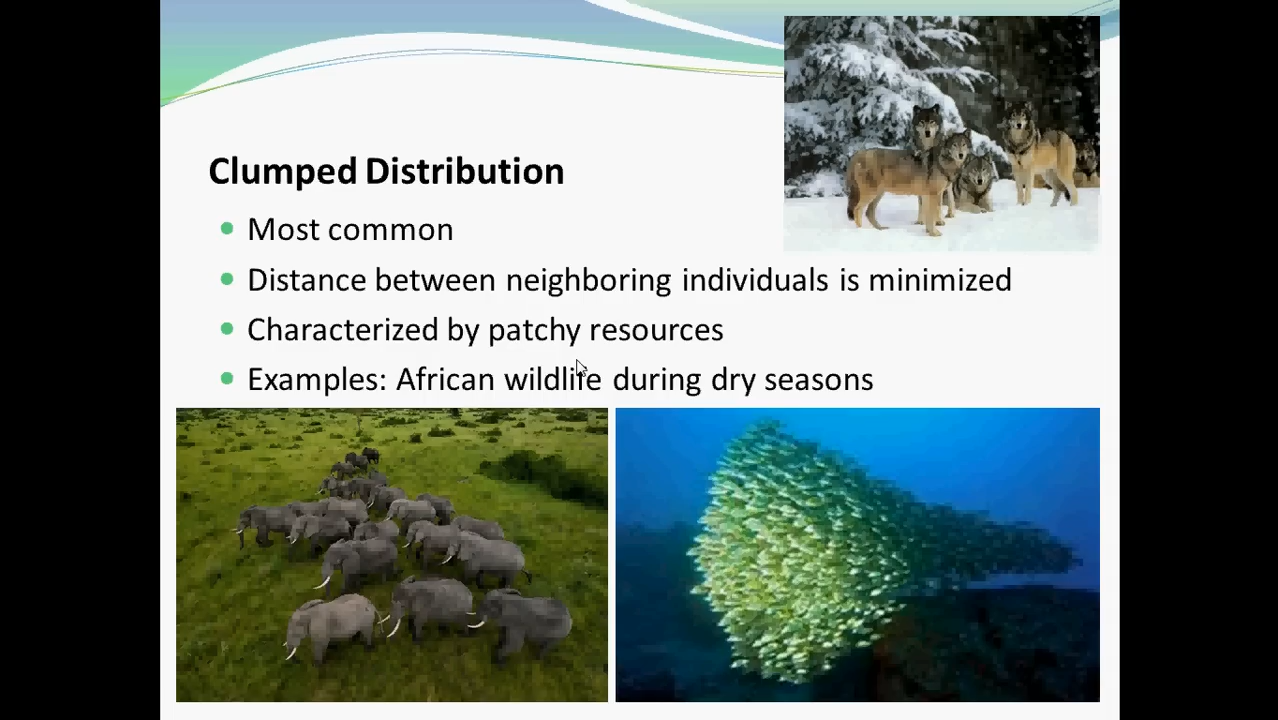 Clumped Distribution
Most common
Distance between neighboring individuals is minimized
Characterized by patchy resources
Examples: African wildlife during dry seasons